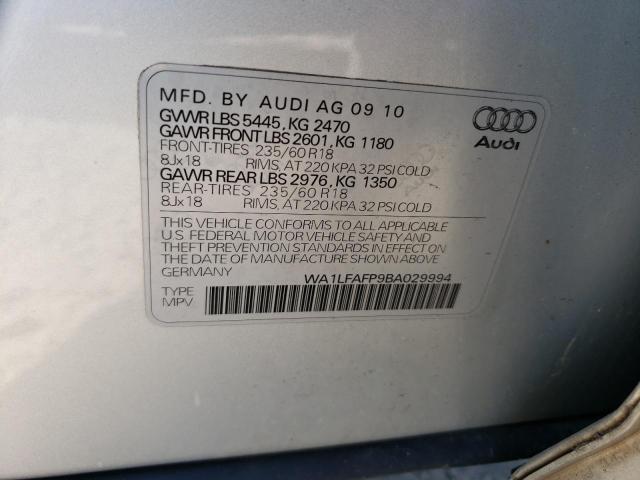 MFD. BY AUDI AG 09 10
GVWR LBS 5445, KG 2470
GAWR FRONT LBS 2601, KG 1180
FRONT-TIRES 235/60 R18
8Jx18 RIMS, AT 220 KPA 32 PSI COLD
GAWR REAR LBS 2976, KG 1350
REAR-TIRES 235/60 R18
8Jx18 RIMS, AT 220 KPA 32 PSI COLD
Audi
THIS VEHICLE CONFORMS TO ALL APPLICABLE
U.S. FEDERAL MOTOR VEHICLE SAFETY AND
THEFT PREVENTION STANDARDS IN EFFECT ON
THE DATE OF MANUFACTURE SHOWN ABOVE.
GERMANY WA1LFAFP9BA029994
TYPE
MPV